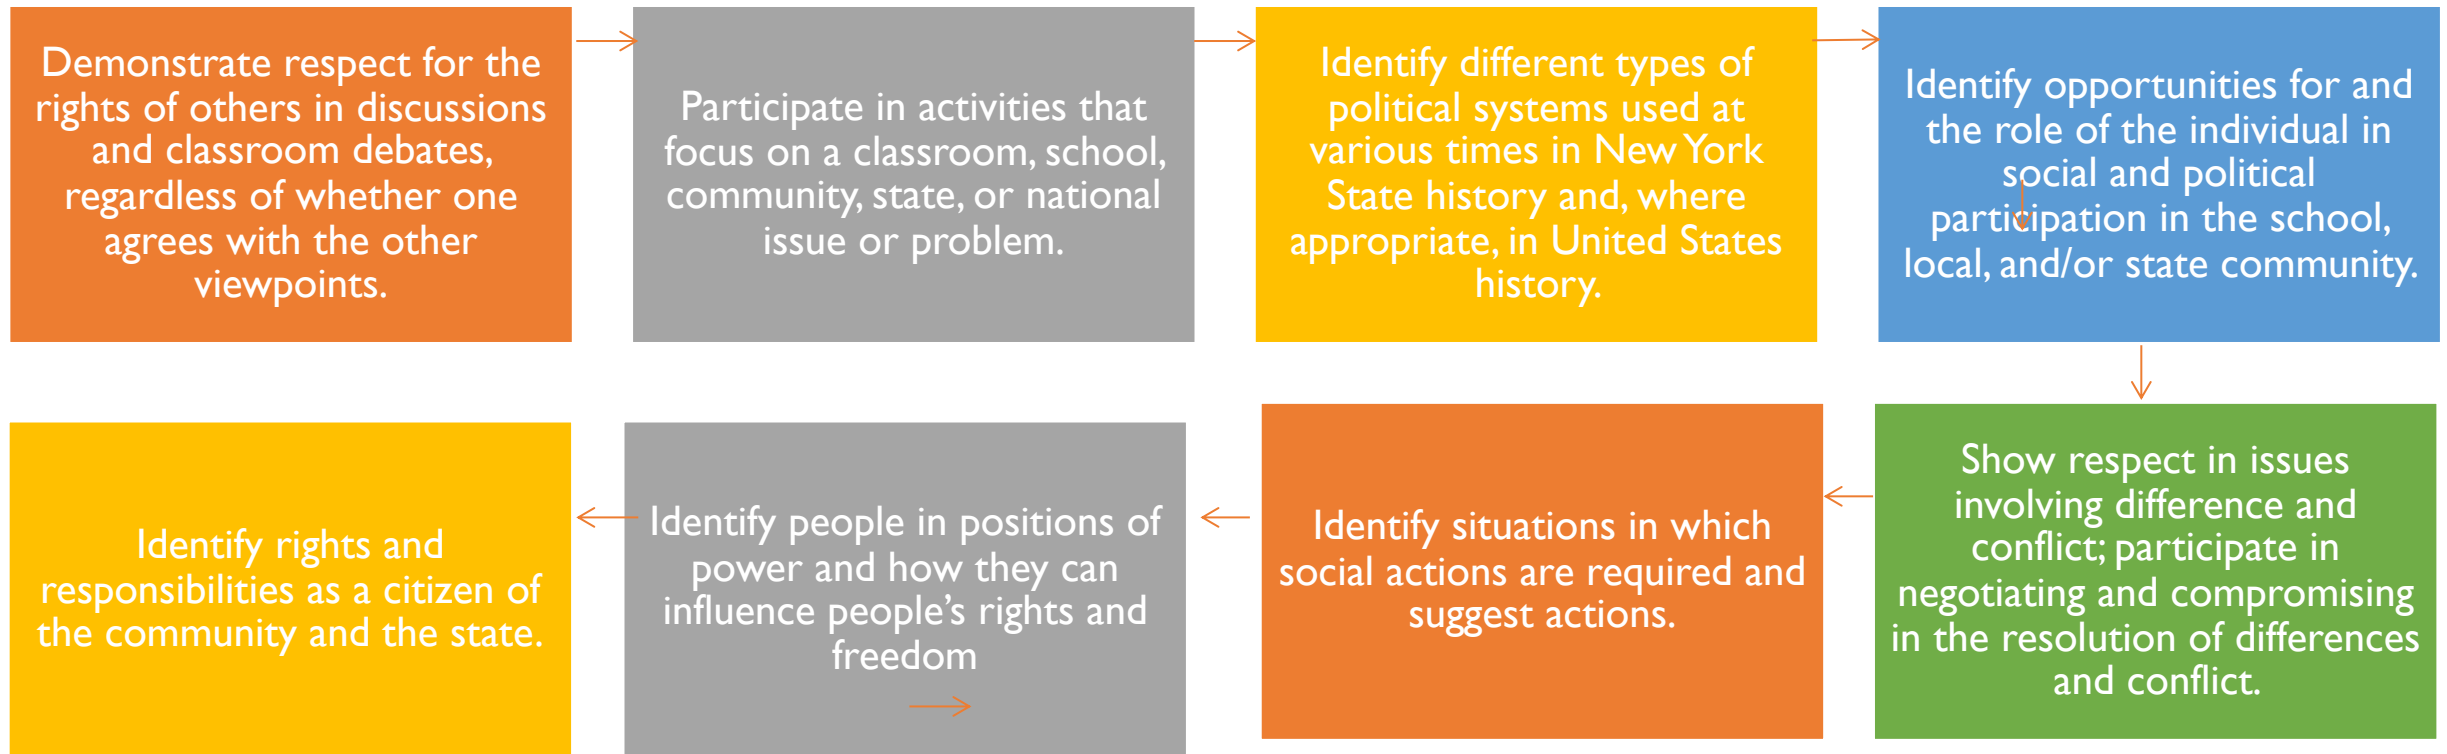 Demonstrate respect for the
rights of others in discussions
and classroom debates,
regardless of whether one
agrees with the other
viewpoints.
Participate in activities that
focus on a classroom, school,
community, state, or national
issue or problem.
Identify different types of
political systems used at
various times in New York
State history and, where
appropriate, in United States
history.
Identify opportunities for and
the role of the individual in
social and political
participation in the school,
local, and/or state community.
Show respect in issues
involving difference and
conflict; participate in
negotiating and compromising
in the resolution of differences
and conflict.
Identify situations in which
social actions are required and
suggest actions.
Identify people in positions of
power and how they can
influence people’s rights and
freedom
Identify rights and
responsibilities as a citizen of
the community and the state.